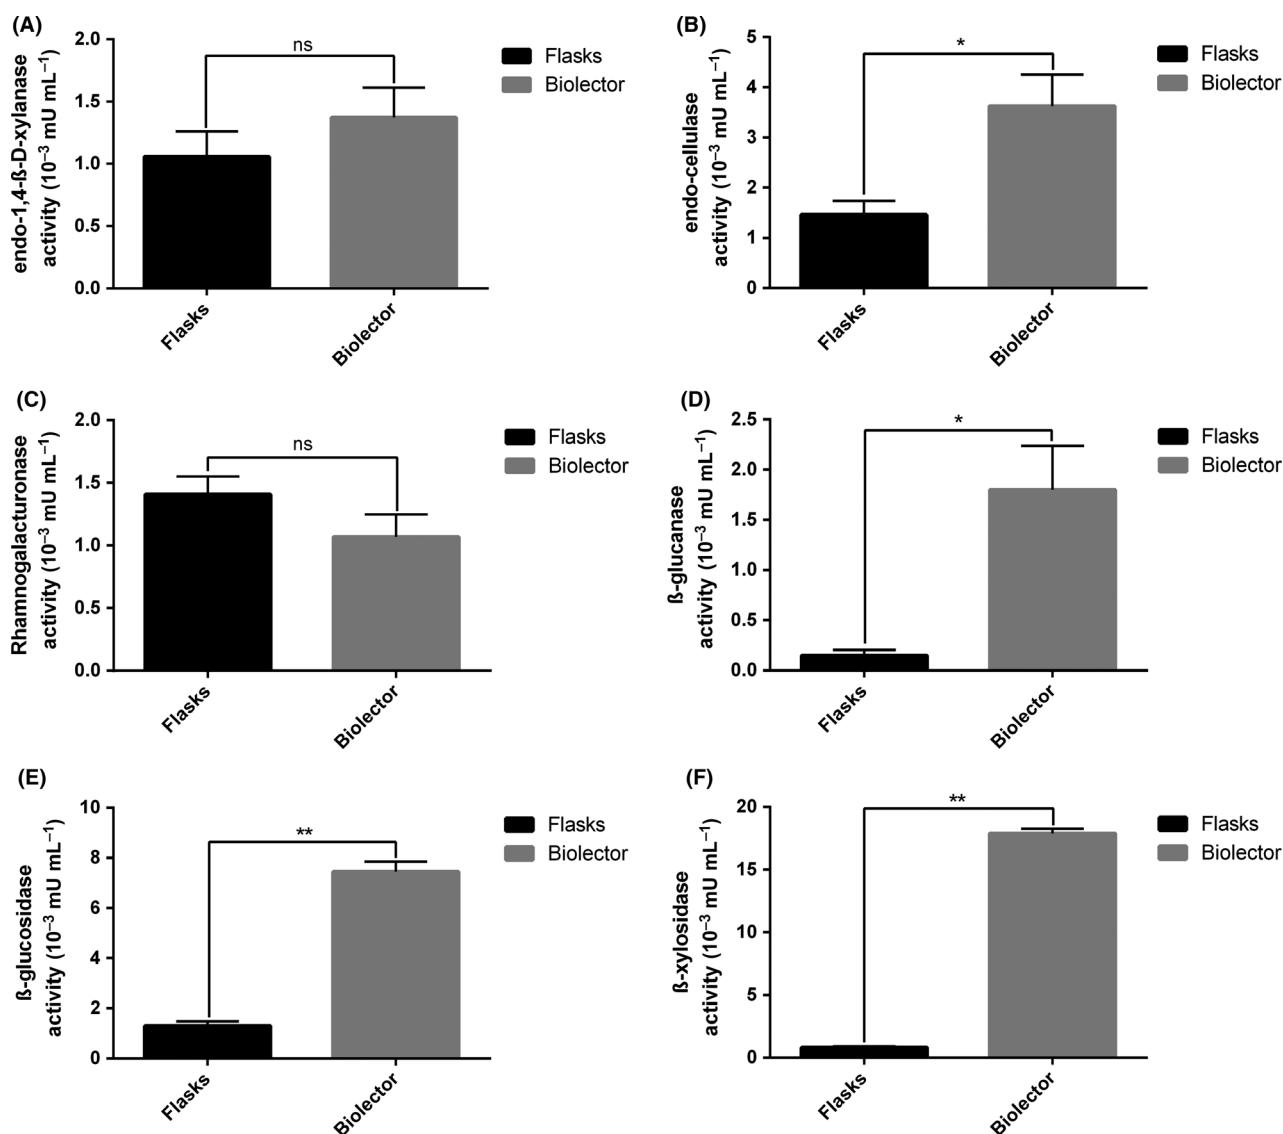 (A)
endo-1,4-ß-D-xylanase
activity (10⁻³ mU mL⁻¹)
2.0
1.5
1.0
0.5
0.0
ns
Flasks
Biolector
Flasks
Biolector
(B)
endo-cellulase
activity (10⁻³ mU mL⁻¹)
5
4
3
2
1
0
*
Flasks
Biolector
Flasks
Biolector
(C)
Rhamnogalacturonase
activity (10⁻³ mU mL⁻¹)
2.0
1.5
1.0
0.5
0.0
ns
Flasks
Biolector
Flasks
Biolector
(D)
ß-glucanase
activity (10⁻³ mU mL⁻¹)
2.5
2.0
1.5
1.0
0.5
0.0
*
Flasks
Biolector
Flasks
Biolector
(E)
ß-glucosidase
activity (10⁻³ mU mL⁻¹)
10
8
6
4
2
0
**
Flasks
Biolector
Flasks
Biolector
(F)
ß-xylosidase
activity (10⁻³ mU mL⁻¹)
20
15
10
5
0
**
Flasks
Biolector
Flasks
Biolector